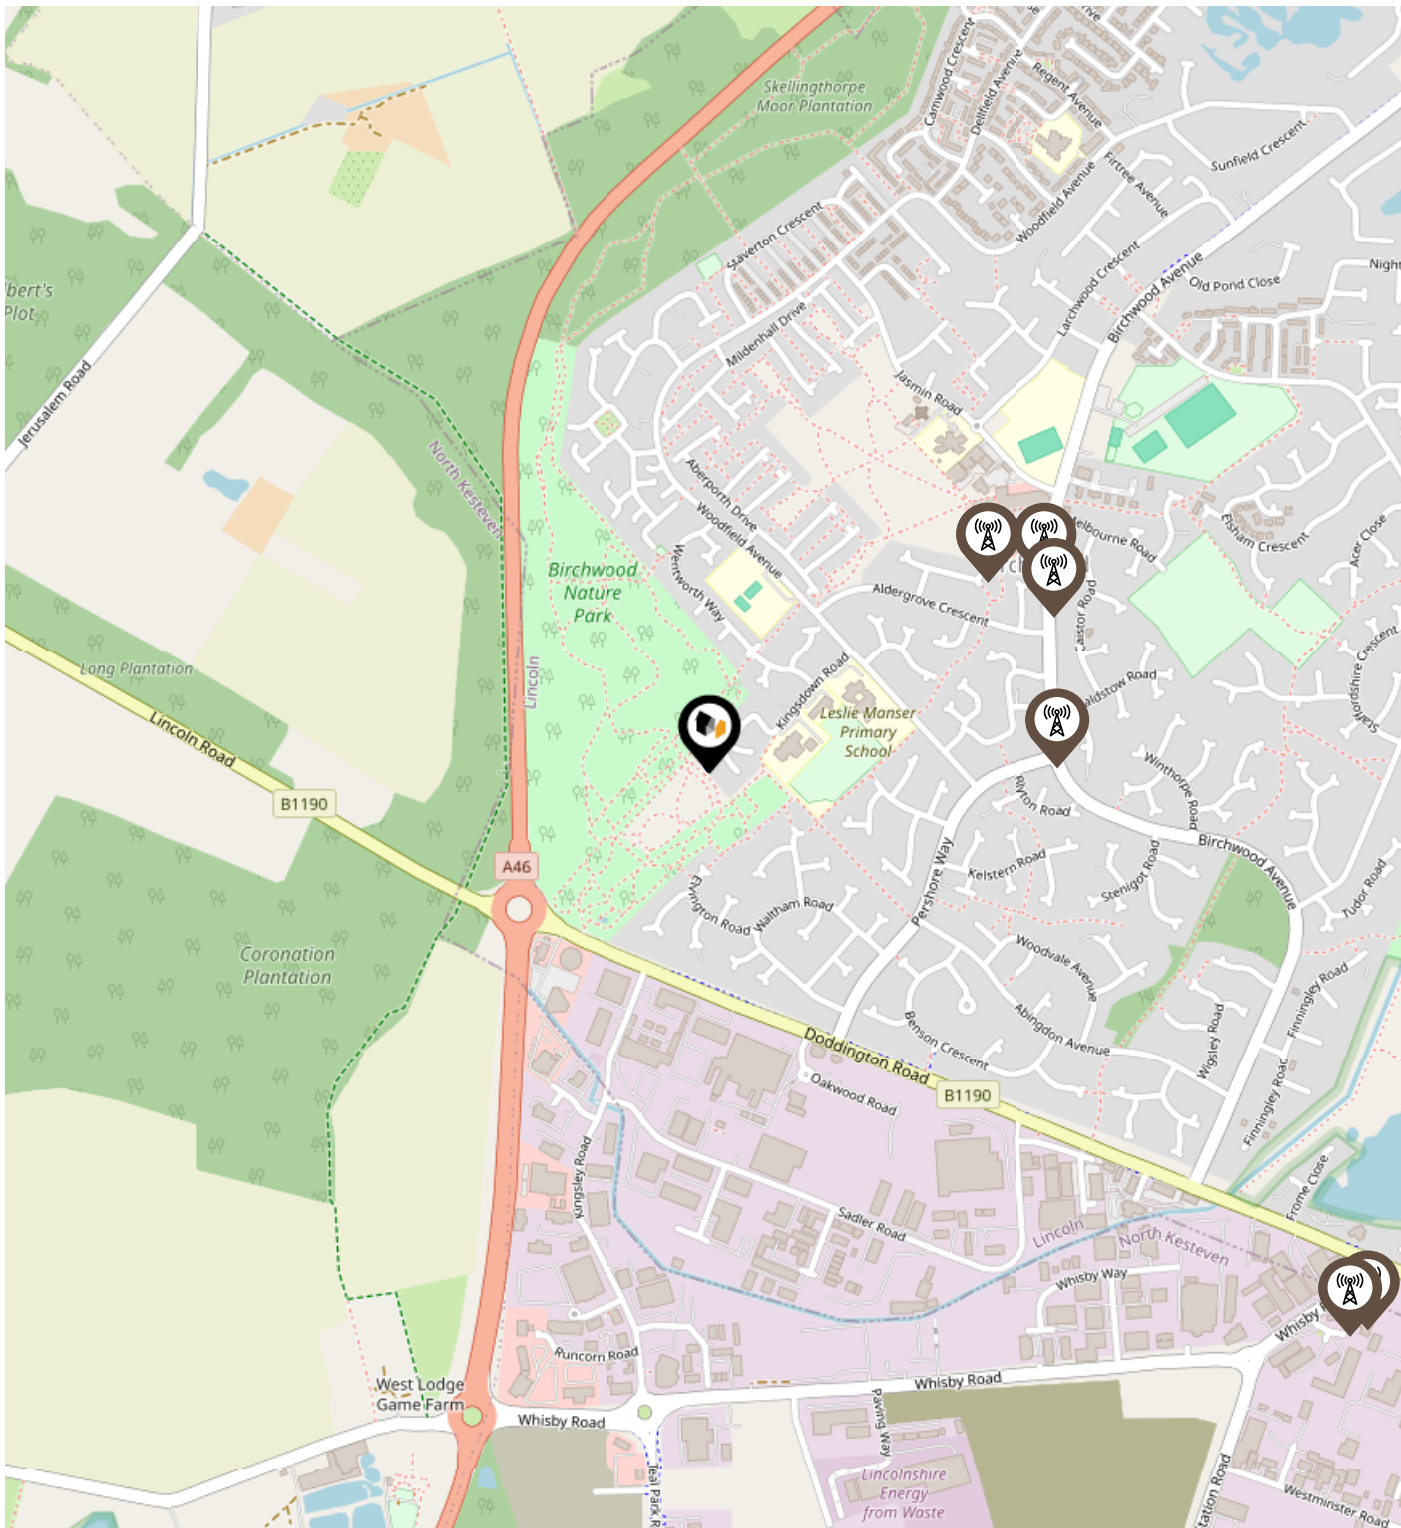 Skellingthorpe
Moor Plantation
Carnwood Crescent
Dellfield Avenue
Regent Avenue
Sunfield Crescent
Firtree Avenue
Woodfield Avenue
Staverton Crescent
Larchwood Crescent
Birchwood Avenue
Old Pond Close
Mildenhall Drive
Jasmin Road
Plot
Jerusalem Road
North Kesteven
Aberporth Drive
Woodfield Avenue
Wentworth Way
Melbourne Road
Elsham Crescent
Acer Close
Birchwood
Nature
Park
Aldergrove Crescent
Long Plantation
Lincoln
Lincoln Road
Kingsdown Road
Leslie Manser
Primary
School
Winthorpe Road
B1190
A46
Pershore Way
Birchwood Avenue
Kelstern Road
Stenigot Road
Tudor Road
Waltham Road
Woodvale Avenue
Coronation
Plantation
Abingdon Avenue
Benson Crescent
Wigsley Road
Finningley Road
Finningley Road
Doddington Road
B1190
Oakwood Road
Kingsley Road
Frome Close
Sadler Road
Lincoln
North Kesteven
Whisby Way
Runcorn Road
West Lodge
Game Farm
Whisby Road
Whisby Road
Paving Way
Lincolnshire
Energy
from Waste
Westminster Road